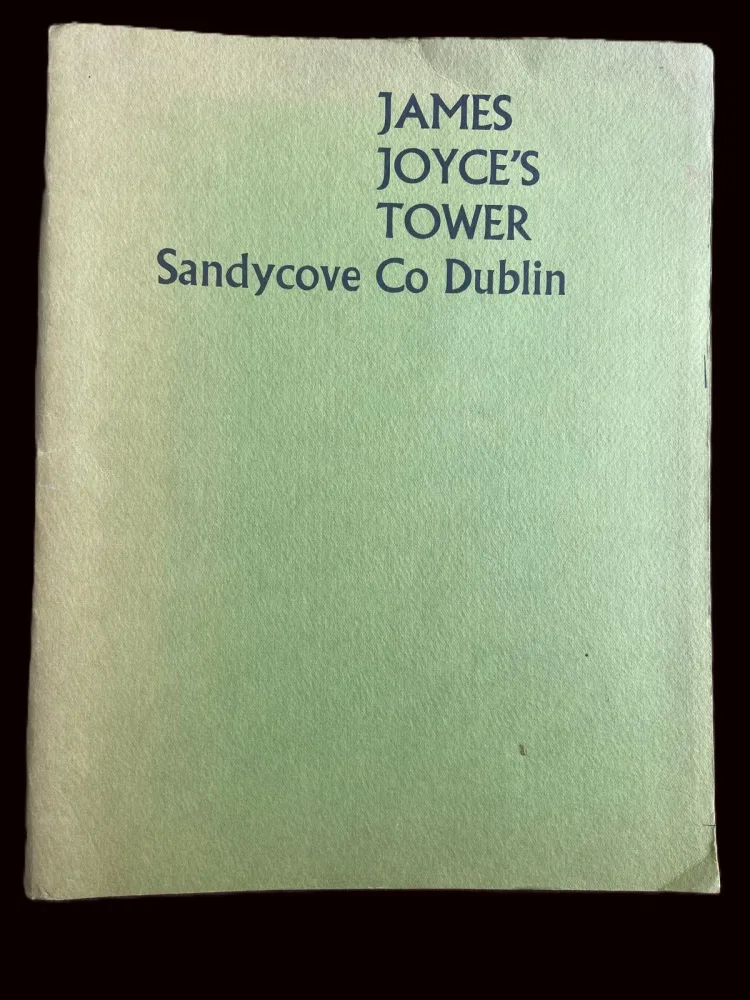 JAMES
JOYCE'S
TOWER
Sandycove Co Dublin